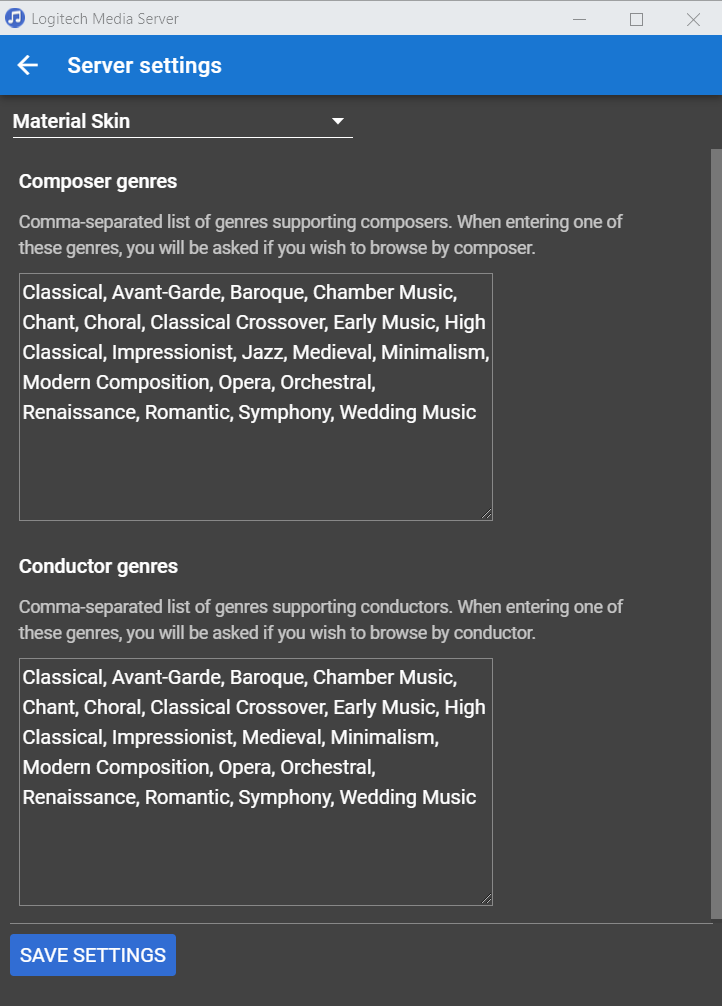 Logitech Media Server
Server settings
Material Skin
Composer genres
Comma-separated list of genres supporting composers. When entering one of
these genres, you will be asked if you wish to browse by composer.
Classical, Avant-Garde, Baroque, Chamber Music,
Chant, Choral, Classical Crossover, Early Music, High
Classical, Impressionist, Jazz, Medieval, Minimalism,
Modern Composition, Opera, Orchestral,
Renaissance, Romantic, Symphony, Wedding Music
Conductor genres
Comma-separated list of genres supporting conductors. When entering one of
these genres, you will be asked if you wish to browse by conductor.
Classical, Avant-Garde, Baroque, Chamber Music,
Chant, Choral, Classical Crossover, Early Music, High
Classical, Impressionist, Medieval, Minimalism,
Modern Composition, Opera, Orchestral,
Renaissance, Romantic, Symphony, Wedding Music
SAVE SETTINGS